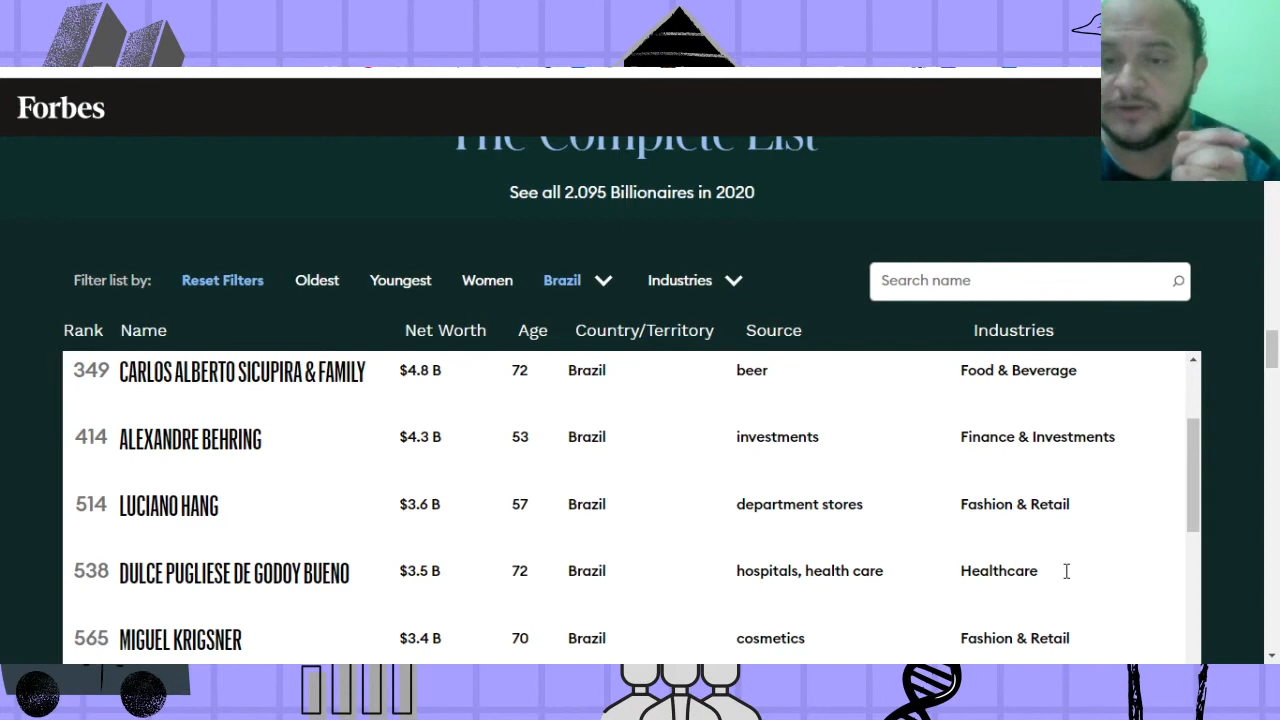 Forbes
The Complete List
See all 2.095 Billionaires in 2020
Filter list by: Reset Filters Oldest Youngest Women Brazil Industries Search name
Rank Name Net Worth Age Country/Territory Source Industries
349 CARLOS ALBERTO SICUPIRA & FAMILY $4.8 B 72 Brazil beer Food & Beverage
414 ALEXANDRE BEHRING $4.3 B 53 Brazil investments Finance & Investments
514 LUCIANO HANG $3.6 B 57 Brazil department stores Fashion & Retail
538 DULCE PUGLIESE DE GODOY BUENO $3.5 B 72 Brazil hospitals, health care Healthcare
565 MIGUEL KRIGSNER $3.4 B 70 Brazil cosmetics Fashion & Retail